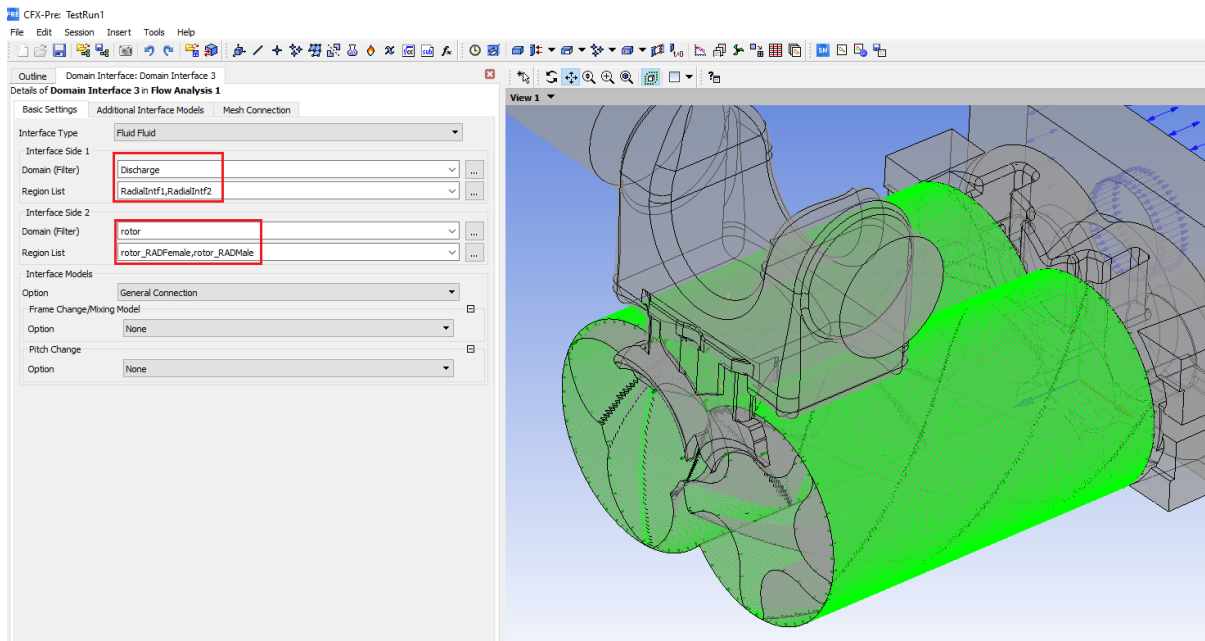 PRE CFX-Pre: TestRun1
File Edit Session Insert Tools Help
Outline Domain Interface: Domain Interface 3
Details of Domain Interface 3 in Flow Analysis 1
Basic Settings Additional Interface Models Mesh Connection
Interface Type Fluid Fluid
Interface Side 1
Domain (Filter) Discharge ...
Region List RadialIntf1,RadialIntf2 ...
Interface Side 2
Domain (Filter) rotor ...
Region List rotor_RADFemale,rotor_RADMale ...
Interface Models
Option General Connection
Frame Change/Mixing Model
Option None
Pitch Change
Option None
View 1